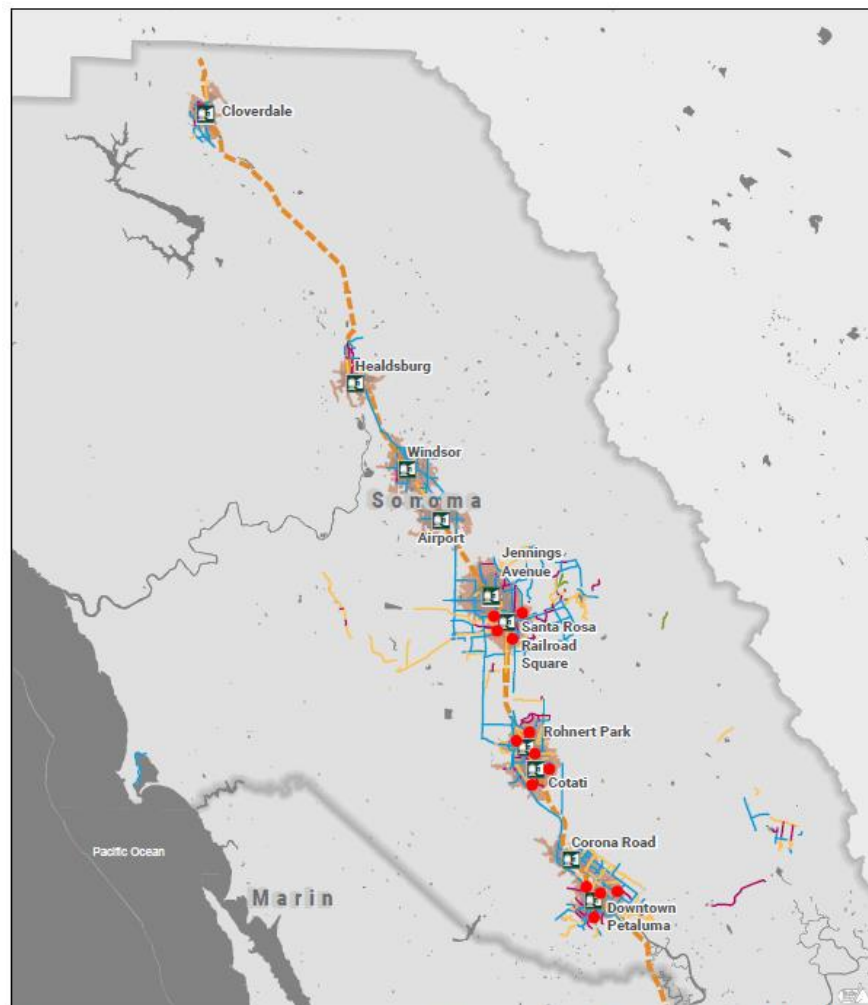 Cloverdale
Healdsburg
Windsor
Sonoma
Airport
Jennings
Avenue
Santa Rosa
Railroad
Square
Rohnert Park
Cotati
Corona Road
Pacific Ocean
Marin
Downtown
Petaluma